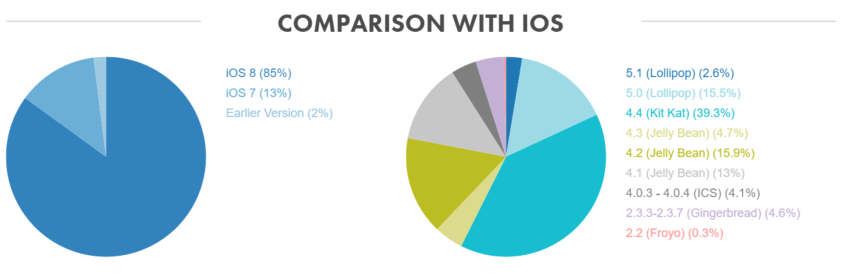 COMPARISON WITH IOS
iOS 8 (85%)
iOS 7 (13%)
Earlier Version (2%)
5.1 (Lollipop) (2.6%)
5.0 (Lollipop) (15.5%)
4.4 (Kit Kat) (39.3%)
4.3 (Jelly Bean) (4.7%)
4.2 (Jelly Bean) (15.9%)
4.1 (Jelly Bean) (13%)
4.0.3 - 4.0.4 (ICS) (4.1%)
2.3.3-2.3.7 (Gingerbread) (4.6%)
2.2 (Froyo) (0.3%)